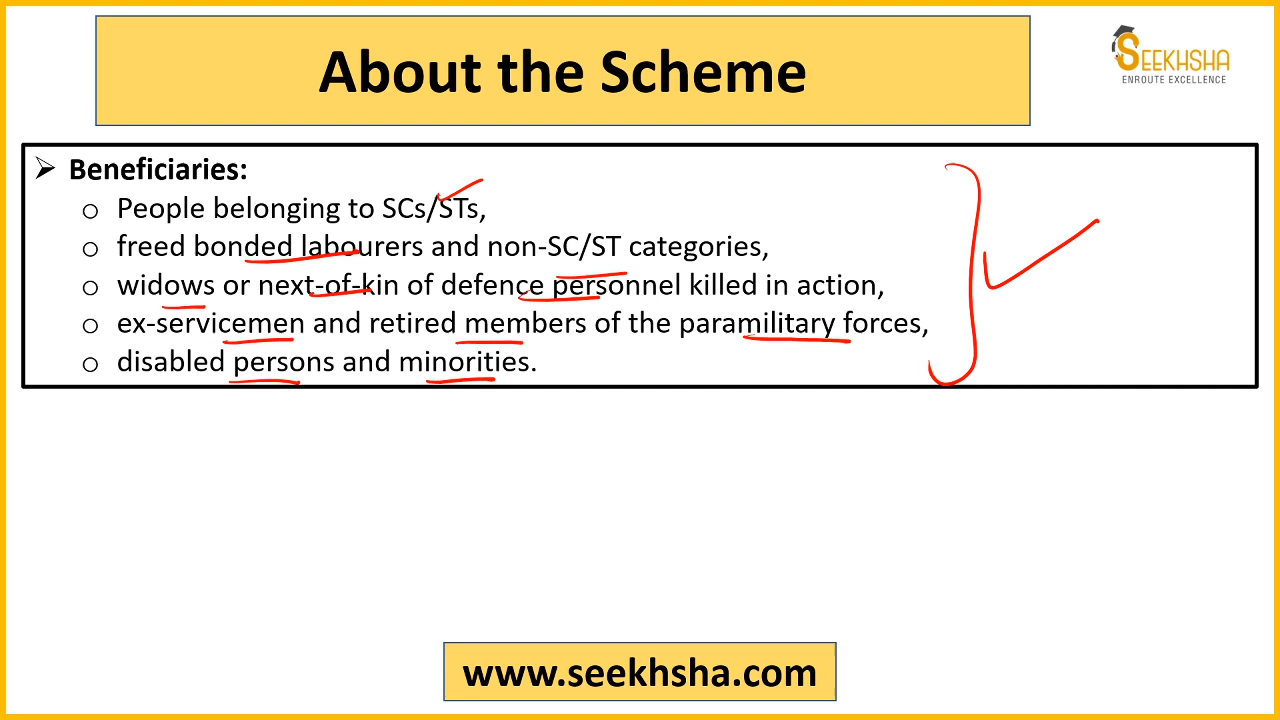 About the Scheme
SEEKHSHA
ENROUTE EXCELLENCE
Beneficiaries:
People belonging to SCs/STs,
freed bonded labourers and non-SC/ST categories,
widows or next-of-kin of defence personnel killed in action,
ex-servicemen and retired members of the paramilitary forces,
disabled persons and minorities.
www.seekhsha.com